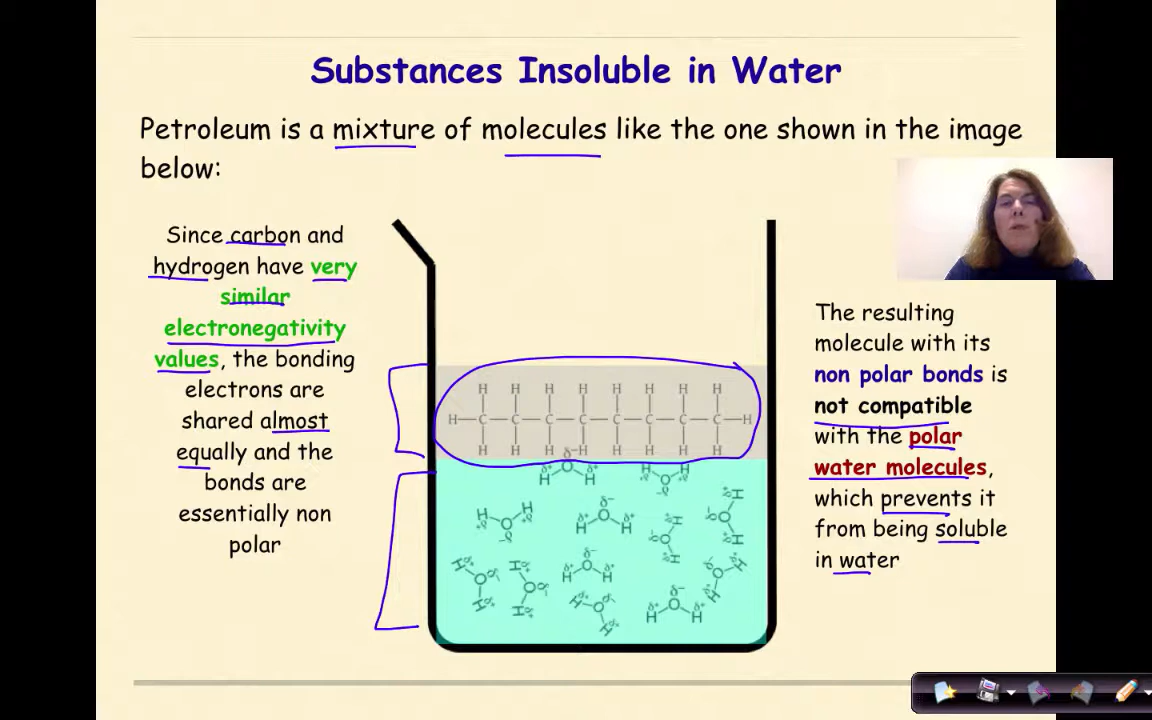 Substances Insoluble in Water
Petroleum is a mixture of molecules like the one shown in the image
below:
Since carbon and
hydrogen have very
similar
electronegativity
values, the bonding
electrons are
shared almost
equally and the
bonds are
essentially non
polar
H H H H H H H H
H C C C C C C C C H
H H H H H H H H
δ-
δ+ O δ+
H H
H H
δ+ O δ+
δ-
H H
δ+ O δ+
δ-
δ-
δ+ O δ+
H H
H
δ+
δ- O
δ+
H
H
δ+
δ- O
δ+
H
H δ+
O δ-
H δ+
H δ+
O δ-
H δ+
δ-
δ+ O δ+
H H
δ+ δ-
H O
H δ+
δ-
δ+ O δ+
H H
δ- δ+
O H
δ+
H
The resulting
molecule with its
non polar bonds is
not compatible
with the polar
water molecules,
which prevents it
from being soluble
in water